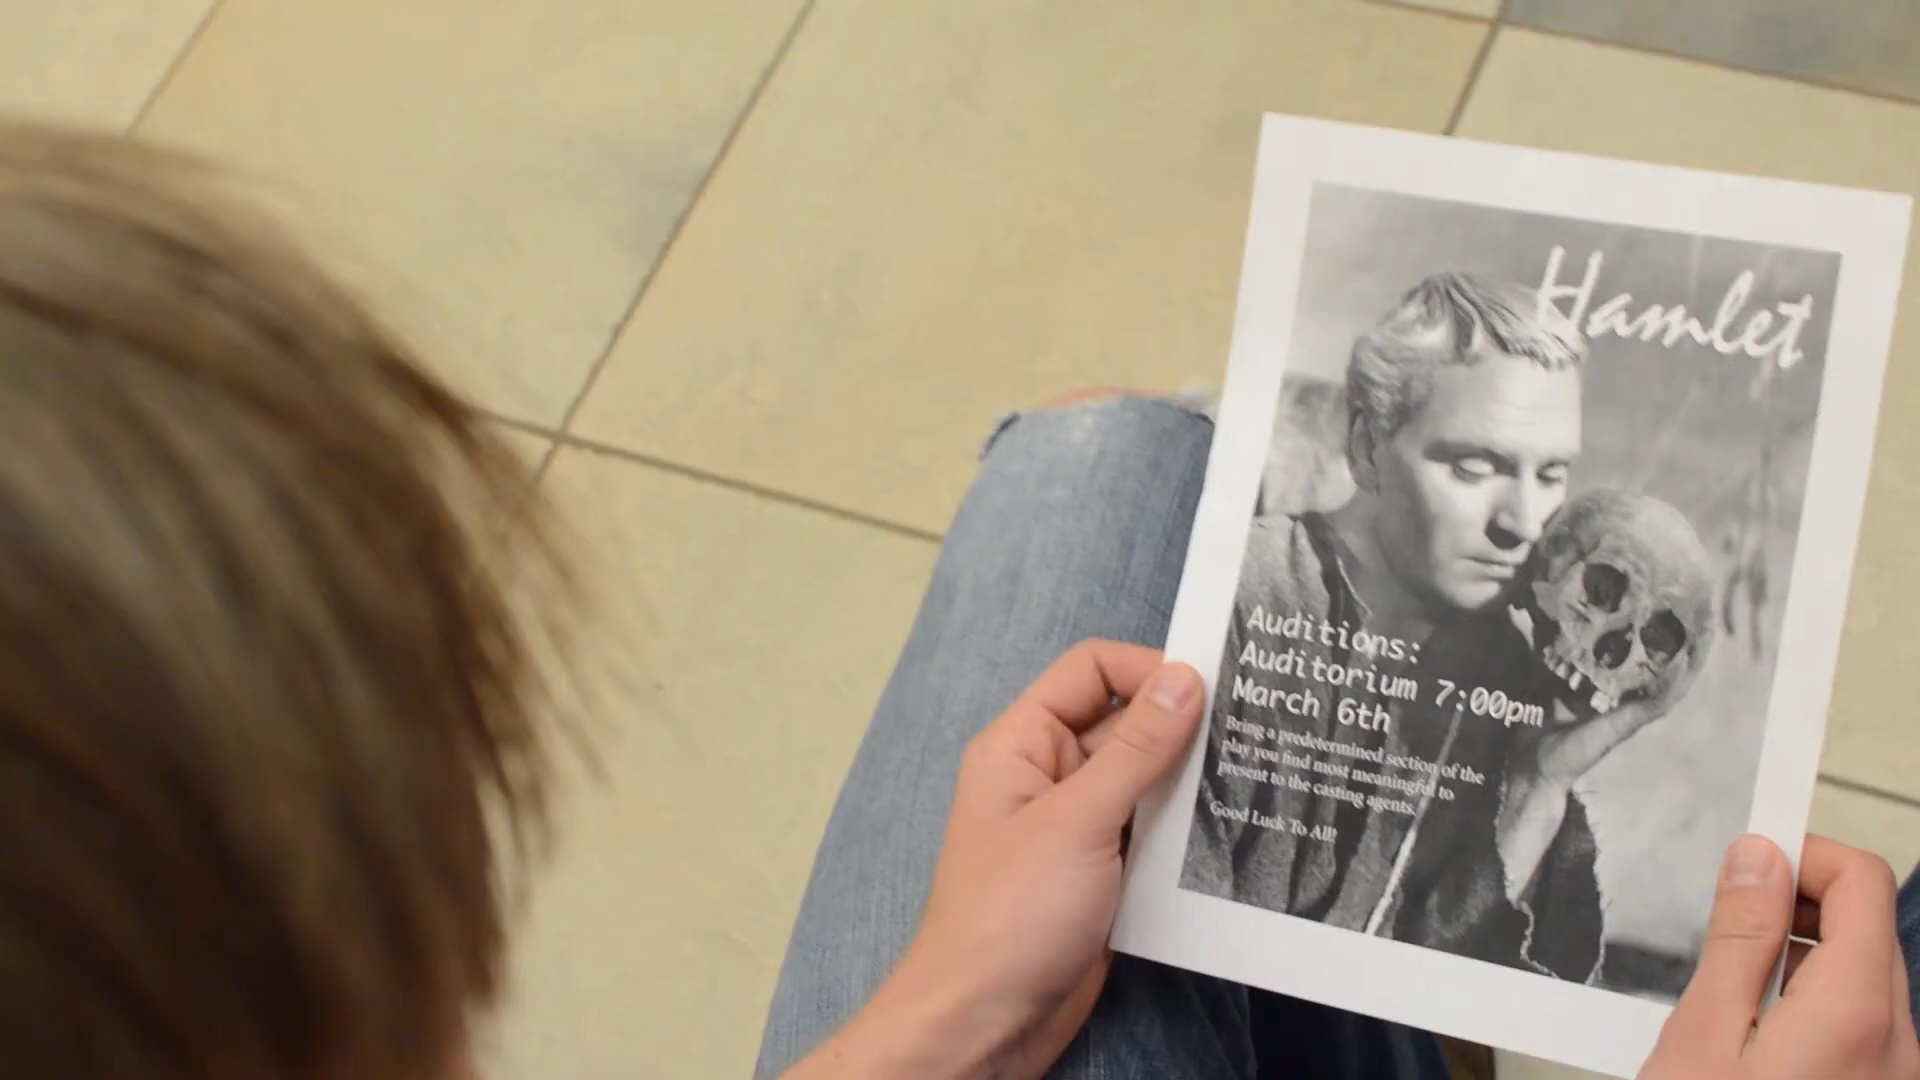 Hamlet
Auditions:
Auditorium 7:00pm
March 6th
Bring a predetermined section of the
play you find most meaningful to
present to the casting agents.
Good Luck To All!